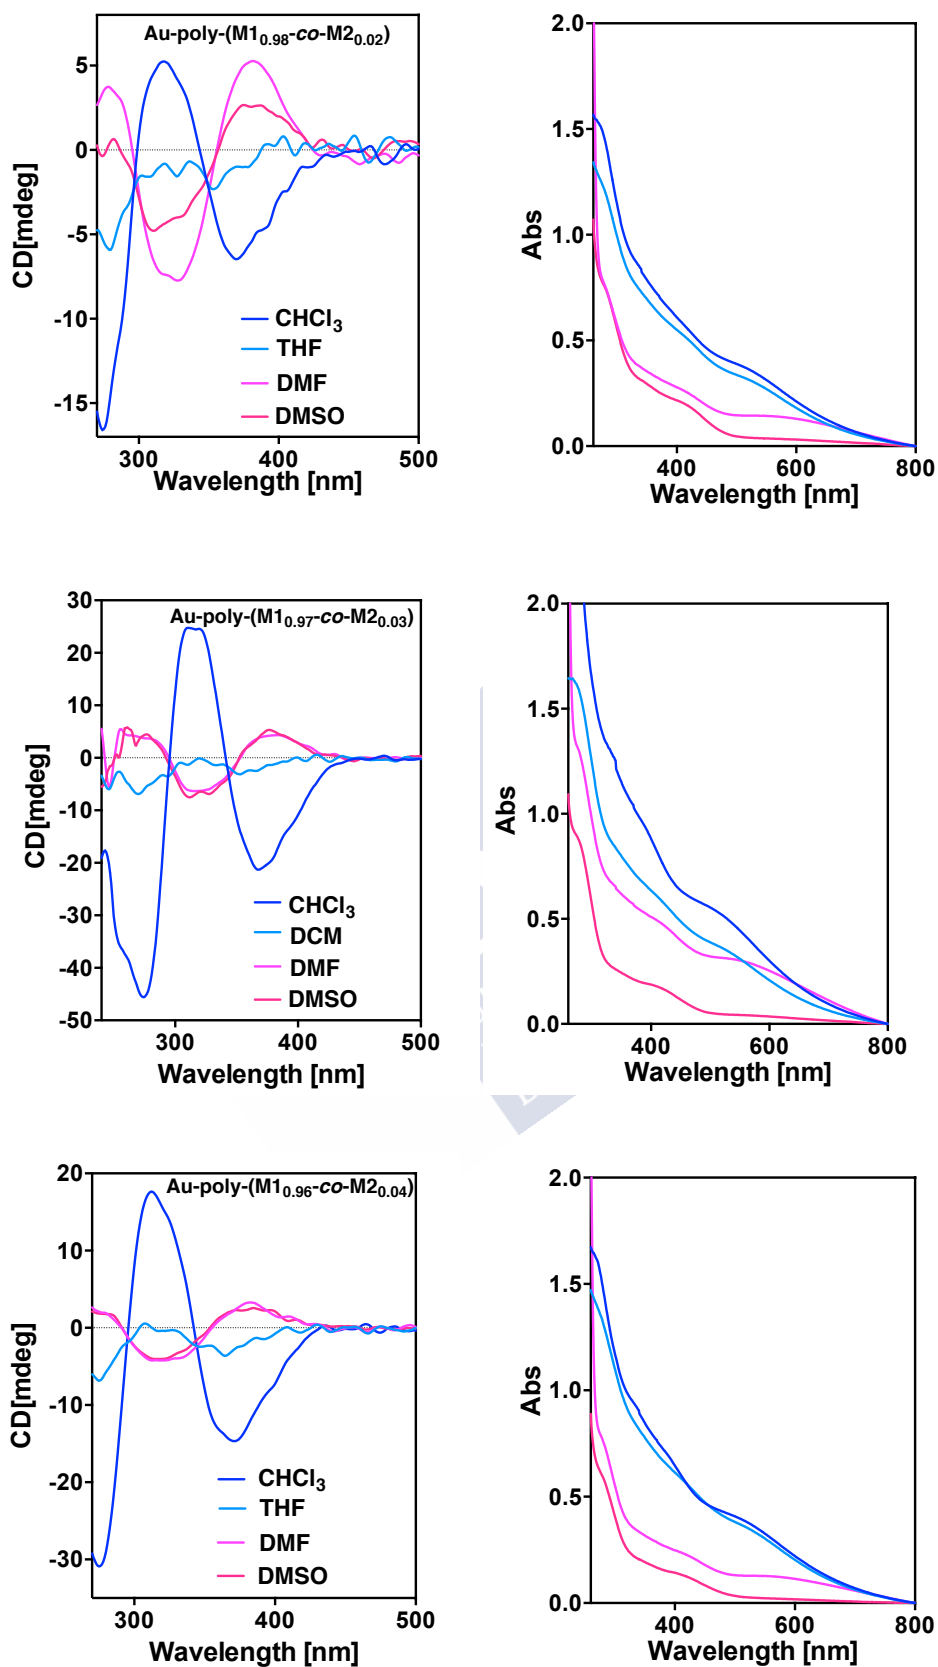 Au-poly-(M1₀.₉₈-co-M2₀.₀₂)
5
0
-5
-10
-15
CD[mdeg]
CHCl₃
THF
DMF
DMSO
300 400 500
Wavelength [nm]
2.0
1.5
1.0
0.5
0.0
Abs
400 600 800
Wavelength [nm]
Au-poly-(M1₀.₉₇-co-M2₀.₀₃)
30
20
10
0
-10
-20
-30
-40
-50
CD[mdeg]
CHCl₃
DCM
DMF
DMSO
300 400 500
Wavelength [nm]
2.0
1.5
1.0
0.5
0.0
Abs
400 600 800
Wavelength [nm]
Au-poly-(M1₀.₉₆-co-M2₀.₀₄)
20
10
0
-10
-20
-30
CD[mdeg]
CHCl₃
THF
DMF
DMSO
300 400 500
Wavelength [nm]
2.0
1.5
1.0
0.5
0.0
Abs
400 600 800
Wavelength [nm]